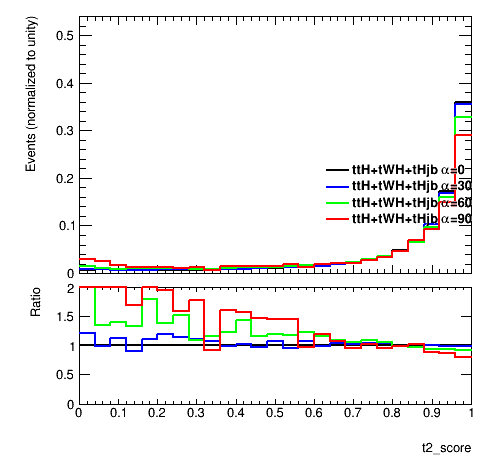 Events (normalized to unity)
0.5
0.4
0.3
0.2
0.1
0
ttH+tWH+tHjb α=0
ttH+tWH+tHjb α=30
ttH+tWH+tHjb α=60
ttH+tWH+tHjb α=90
Ratio
2
1.5
1
0.5
0
0 0.1 0.2 0.3 0.4 0.5 0.6 0.7 0.8 0.9 1
t2_score